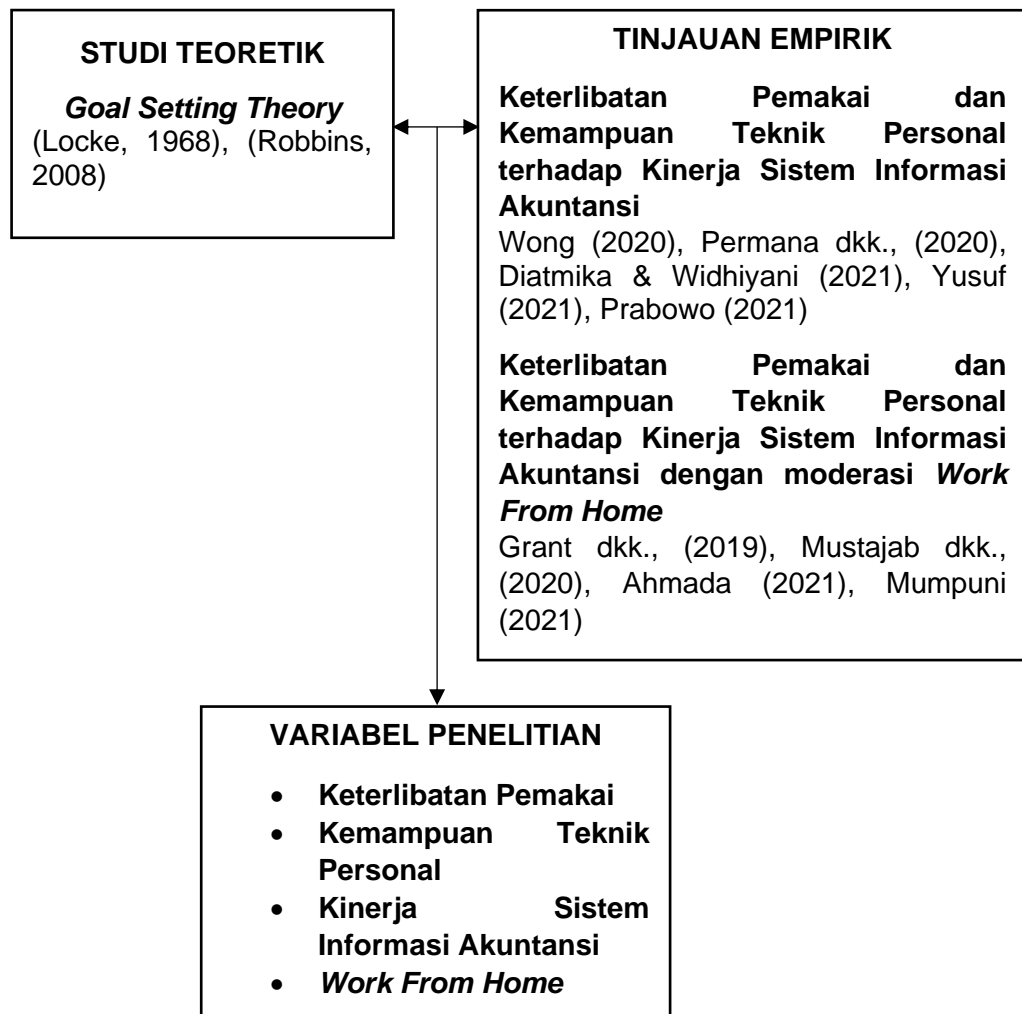 STUDI TEORETIK
Goal Setting Theory
(Locke, 1968), (Robbins,
2008)
TINJAUAN EMPIRIK
Keterlibatan Pemakai dan
Kemampuan Teknik Personal
terhadap Kinerja Sistem Informasi
Akuntansi
Wong (2020), Permana dkk., (2020),
Diatmika & Widhiyani (2021), Yusuf
(2021), Prabowo (2021)
Keterlibatan Pemakai dan
Kemampuan Teknik Personal
terhadap Kinerja Sistem Informasi
Akuntansi dengan moderasi Work
From Home
Grant dkk., (2019), Mustajab dkk.,
(2020), Ahmada (2021), Mumpuni
(2021)
VARIABEL PENELITIAN
• Keterlibatan Pemakai
• Kemampuan Teknik
Personal
• Kinerja Sistem
Informasi Akuntansi
• Work From Home